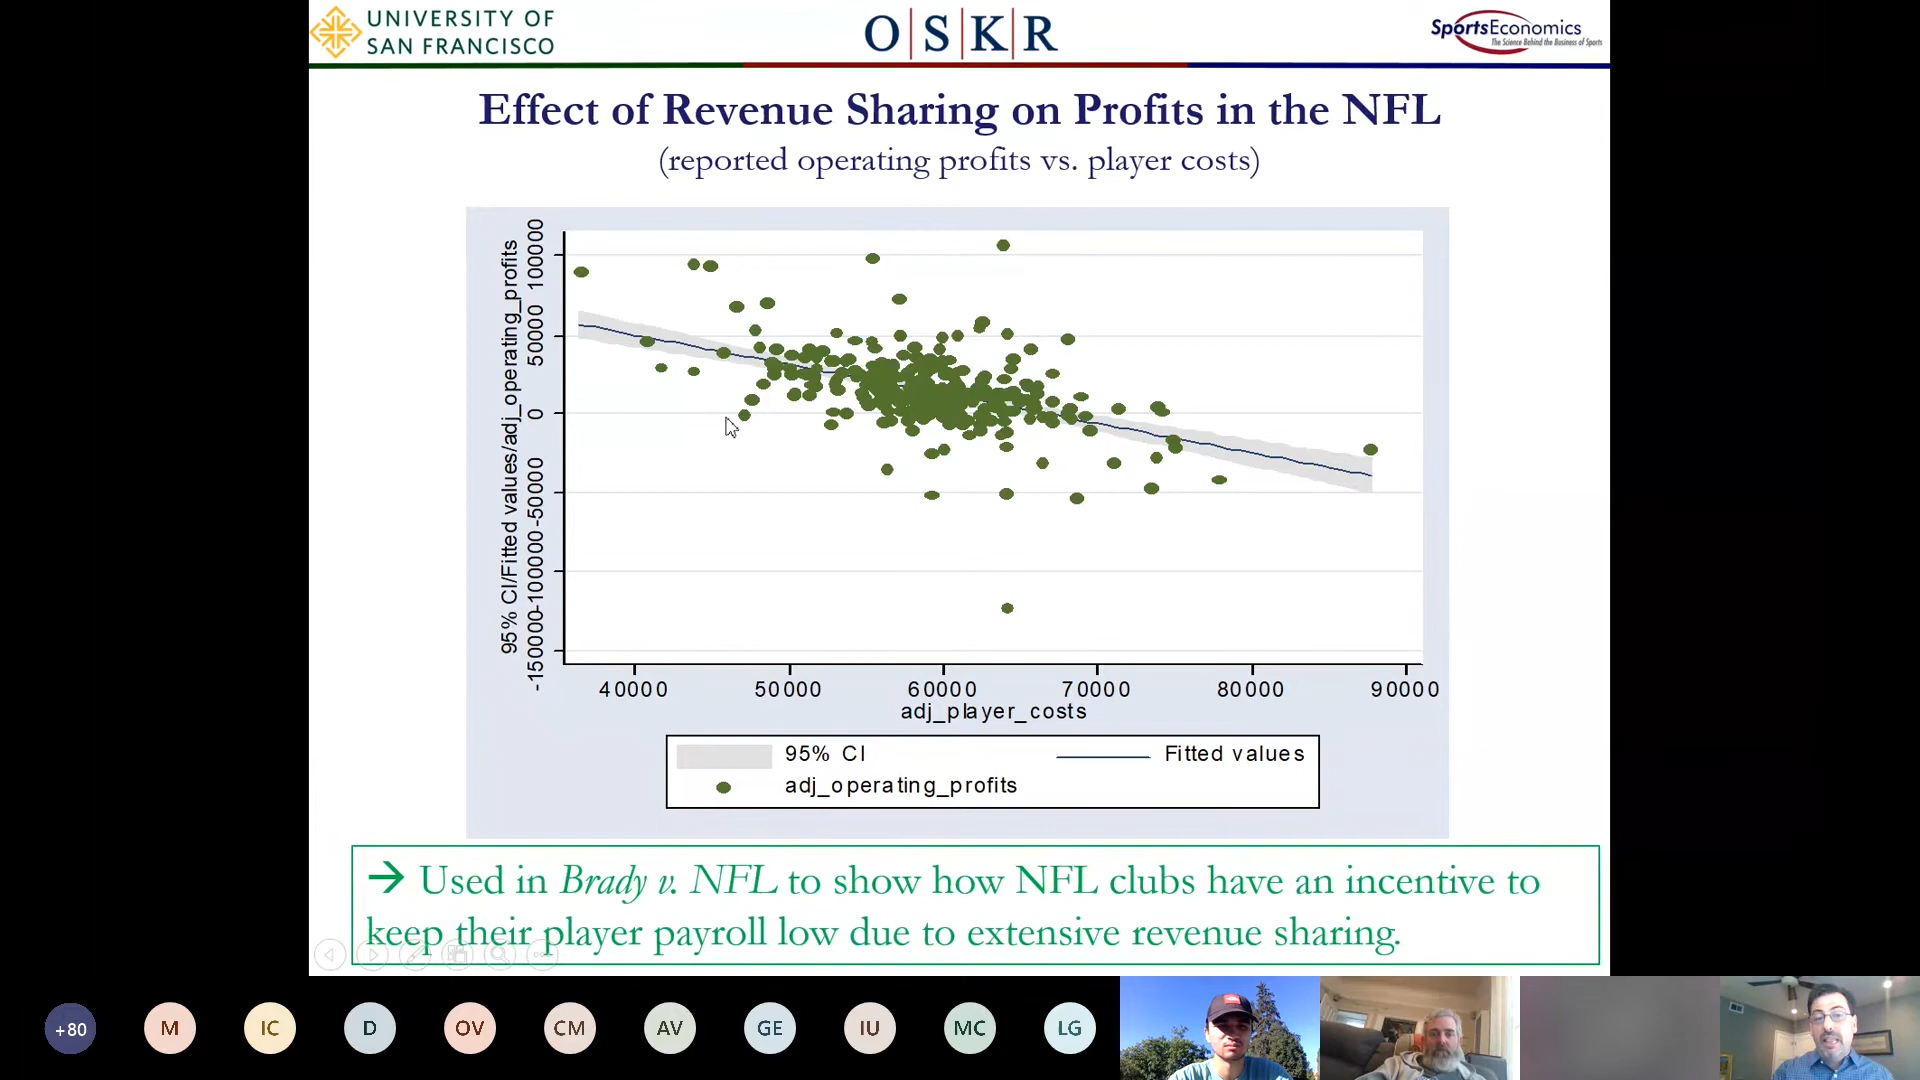 UNIVERSITY OF
SAN FRANCISCO
O|S|K|R
SportsEconomics
The Science Behind the Business of Sports
Effect of Revenue Sharing on Profits in the NFL
(reported operating profits vs. player costs)
95% CI/Fitted values/adj_operating_profits
100000
50000
0
-50000
-100000
-150000
40000 50000 60000 70000 80000 90000
adj_player_costs
95% CI Fitted values
adj_operating_profits
→ Used in Brady v. NFL to show how NFL clubs have an incentive to
keep their player payroll low due to extensive revenue sharing.
+80 M IC D OV CM AV GE IU MC LG